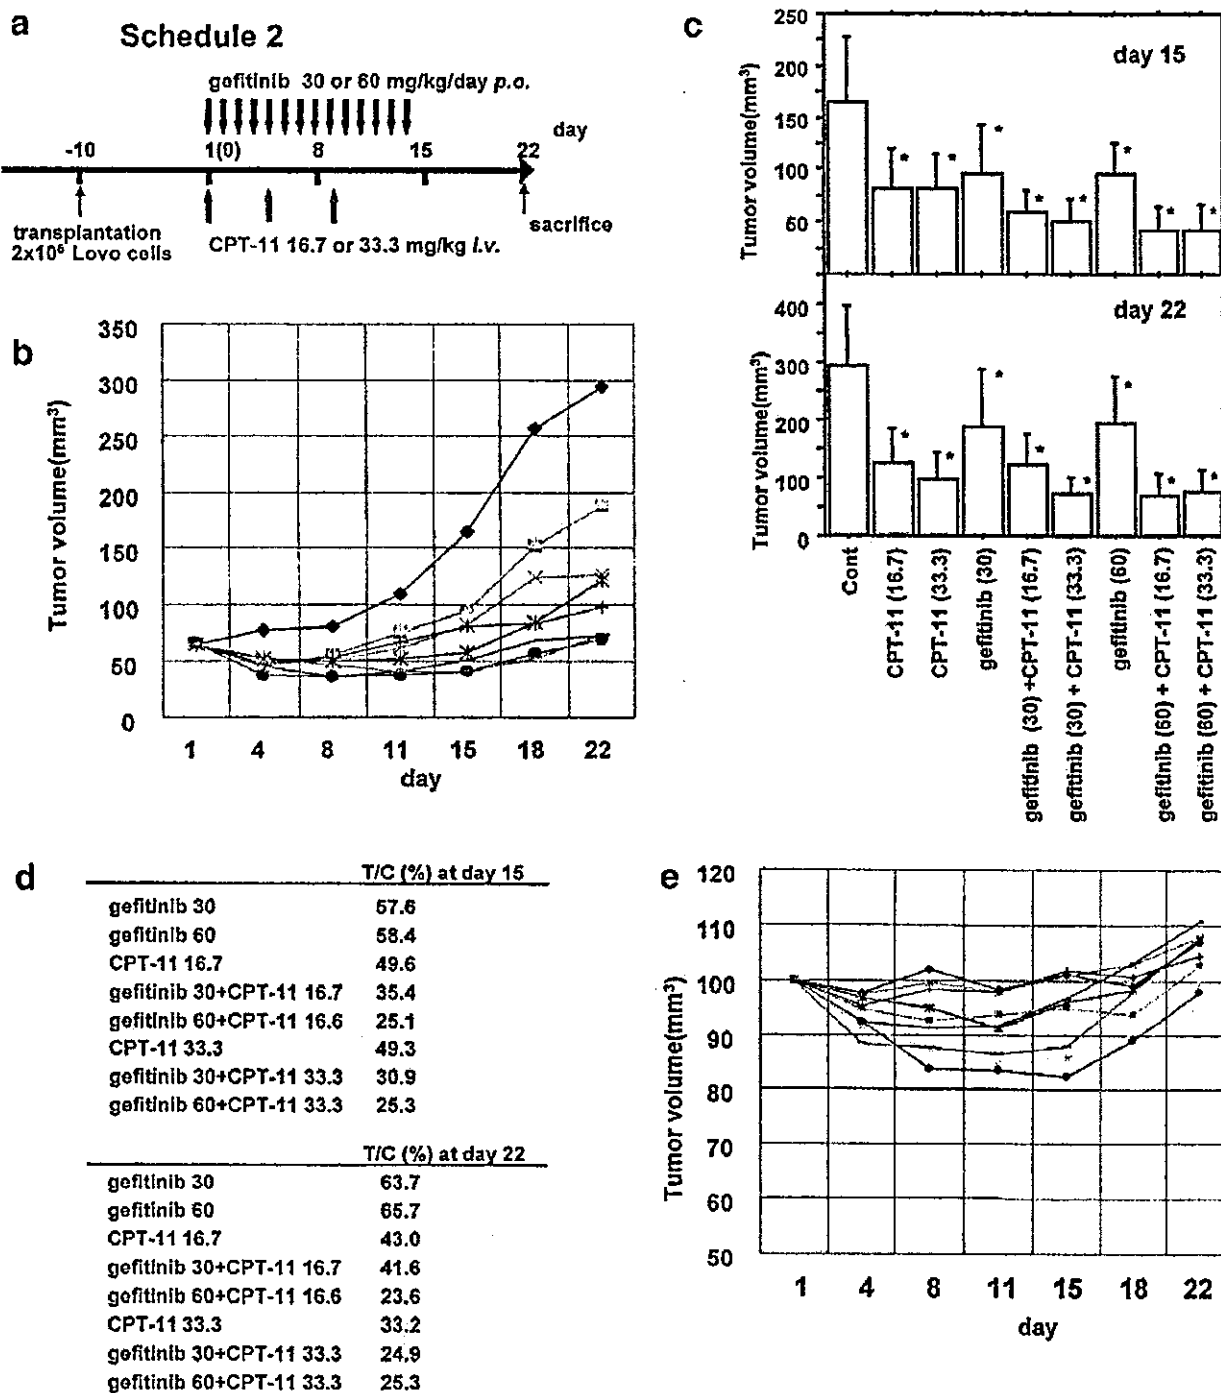 a
Schedule 2
gefitinib 30 or 60 mg/kg/day p.o.
day
-10 1(0) 8 15 22
transplantation
2x10⁶ Lovo cells
CPT-11 16.7 or 33.3 mg/kg i.v.
sacrifice
b
Tumor volume(mm³)
350
300
250
200
150
100
50
0
1 4 8 11 15 18 22
day
c
Tumor volume(mm³)
250
200
150
100
50
0
day 15
Tumor volume(mm³)
400
300
200
100
0
day 22
Cont
CPT-11 (16.7)
CPT-11 (33.3)
gefitinib (30)
gefitinib (30) +CPT-11 (16.7)
gefitinib (30) + CPT-11 (33.3)
gefitinib (60)
gefitinib (60) + CPT-11 (16.7)
gefitinib (60) + CPT-11 (33.3)
d
T/C (%) at day 15
gefitinib 30 57.6
gefitinib 60 58.4
CPT-11 16.7 49.6
gefitinib 30+CPT-11 16.7 35.4
gefitinib 60+CPT-11 16.6 25.1
CPT-11 33.3 49.3
gefitinib 30+CPT-11 33.3 30.9
gefitinib 60+CPT-11 33.3 25.3
T/C (%) at day 22
gefitinib 30 63.7
gefitinib 60 65.7
CPT-11 16.7 43.0
gefitinib 30+CPT-11 16.7 41.6
gefitinib 60+CPT-11 16.6 23.6
CPT-11 33.3 33.2
gefitinib 30+CPT-11 33.3 24.9
gefitinib 60+CPT-11 33.3 25.3
e
Tumor volume(mm³)
120
110
100
90
80
70
60
50
1 4 8 11 15 18 22
day